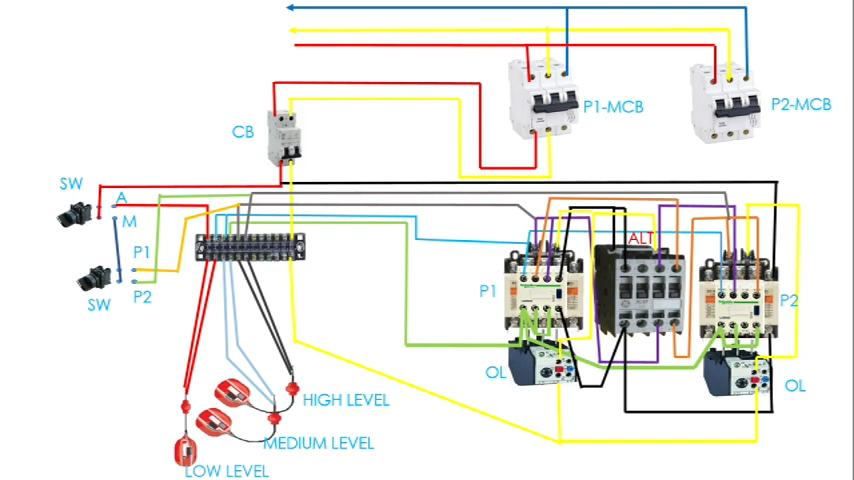 P1-MCB
P2-MCB
CB
SW
A
M
P1
P2
SW
ALT
P1
P2
OL
OL
HIGH LEVEL
MEDIUM LEVEL
LOW LEVEL